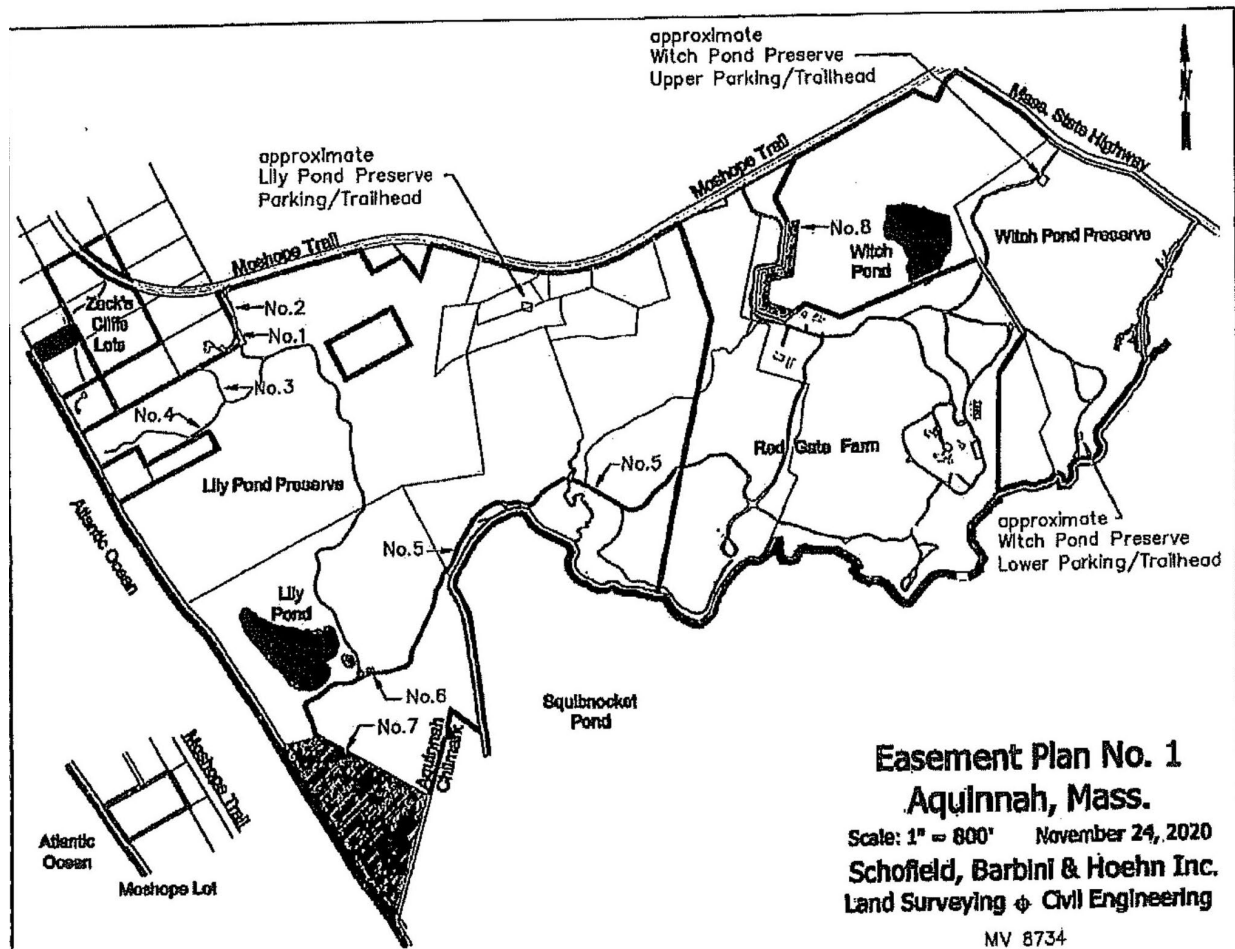 approximate
Witch Pond Preserve
Upper Parking/Trailhead
N
Mass. State Highway
approximate
Lily Pond Preserve
Parking/Trailhead
Moshope Trail
Moshope Trail
No.8
Witch
Pond
Witch Pond Preserve
Zack's
Cliffs
Lots
No.2
No.1
No.3
No.4
Lily Pond Preserve
Red Gate Farm
No.5
Atlantic Ocean
No.5
approximate
Witch Pond Preserve
Lower Parking/Trailhead
Lily
Pond
No.6
Squibnocket
Pond
No.7
Aquinnah
Chilmark
Moshope Trail
Atlantic
Ocean
Moshope Lot
Easement Plan No. 1
Aquinnah, Mass.
Scale: 1" = 800' November 24, 2020
Schofield, Barbini & Hoehn Inc.
Land Surveying Civil Engineering
MV 8734